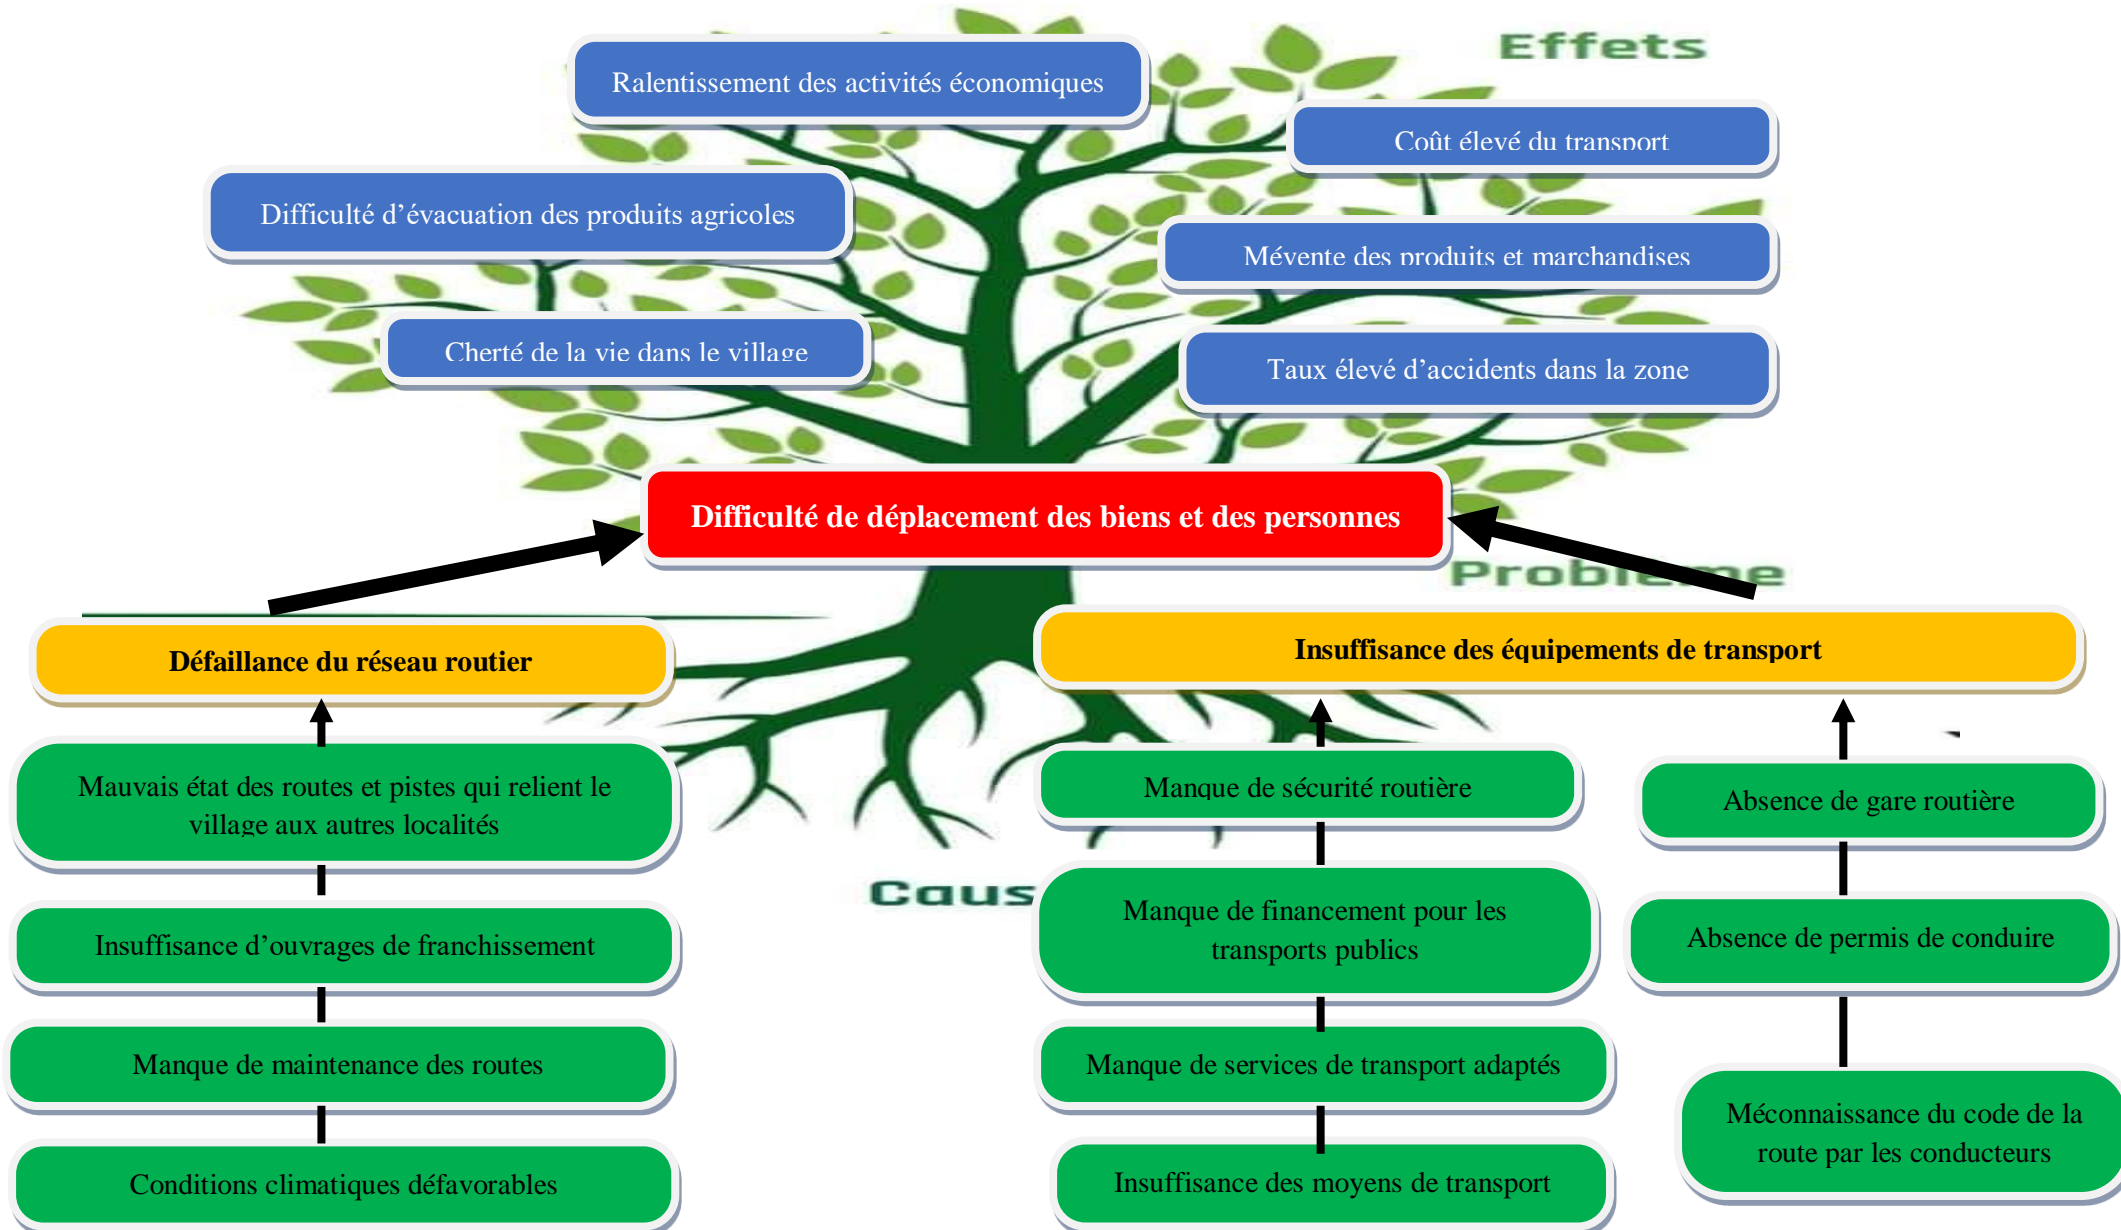 Effets
Ralentissement des activités économiques
Coût élevé du transport
Difficulté d’évacuation des produits agricoles
Mévente des produits et marchandises
Cherté de la vie dans le village
Taux élevé d’accidents dans la zone
Difficulté de déplacement des biens et des personnes
Problème
Défaillance du réseau routier
Insuffisance des équipements de transport
Mauvais état des routes et pistes qui relient le
village aux autres localités
Insuffisance d’ouvrages de franchissement
Manque de maintenance des routes
Conditions climatiques défavorables
Caus
Manque de sécurité routière
Manque de financement pour les
transports publics
Manque de services de transport adaptés
Insuffisance des moyens de transport
Absence de gare routière
Absence de permis de conduire
Méconnaissance du code de la
route par les conducteurs